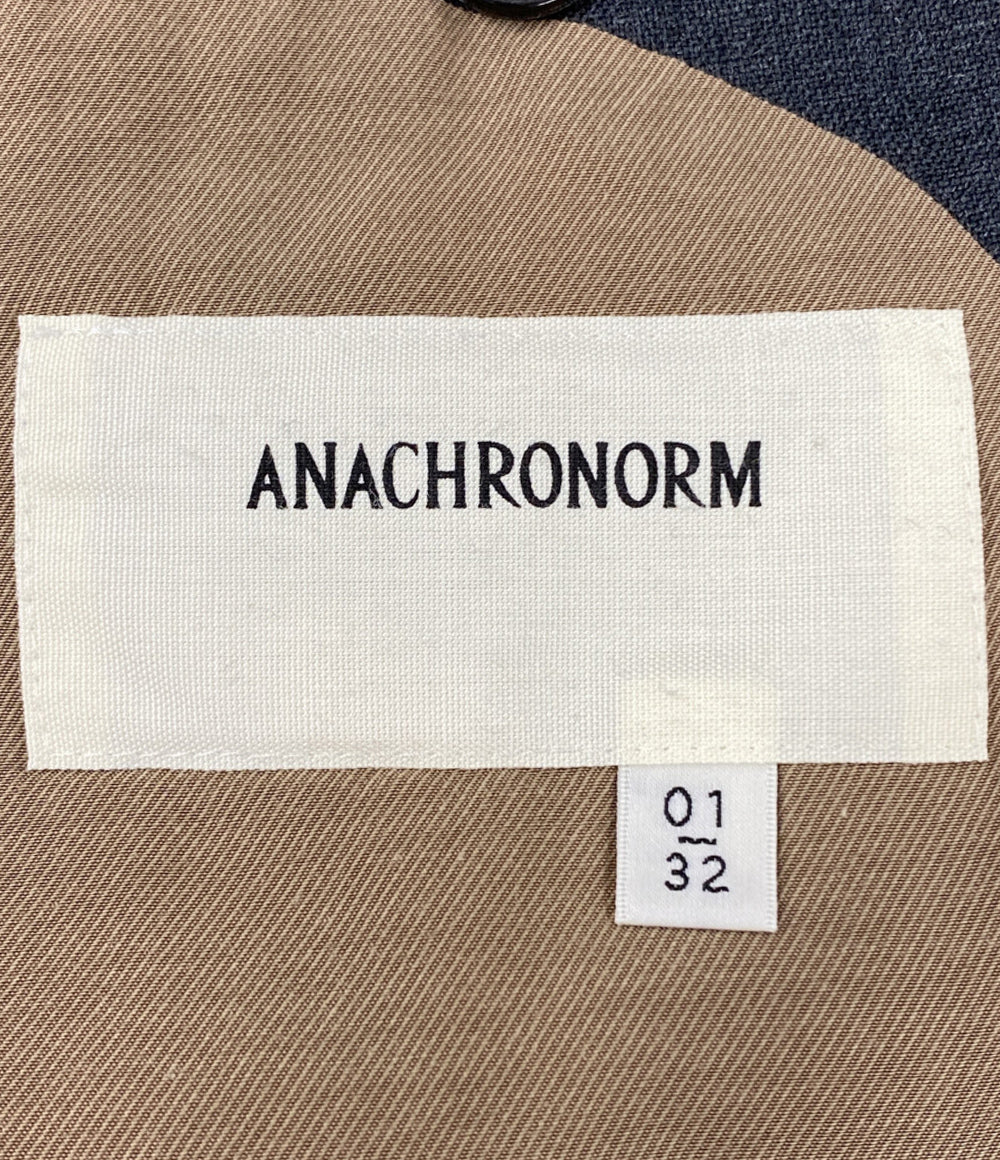 ANACHRONORM
01
~
32